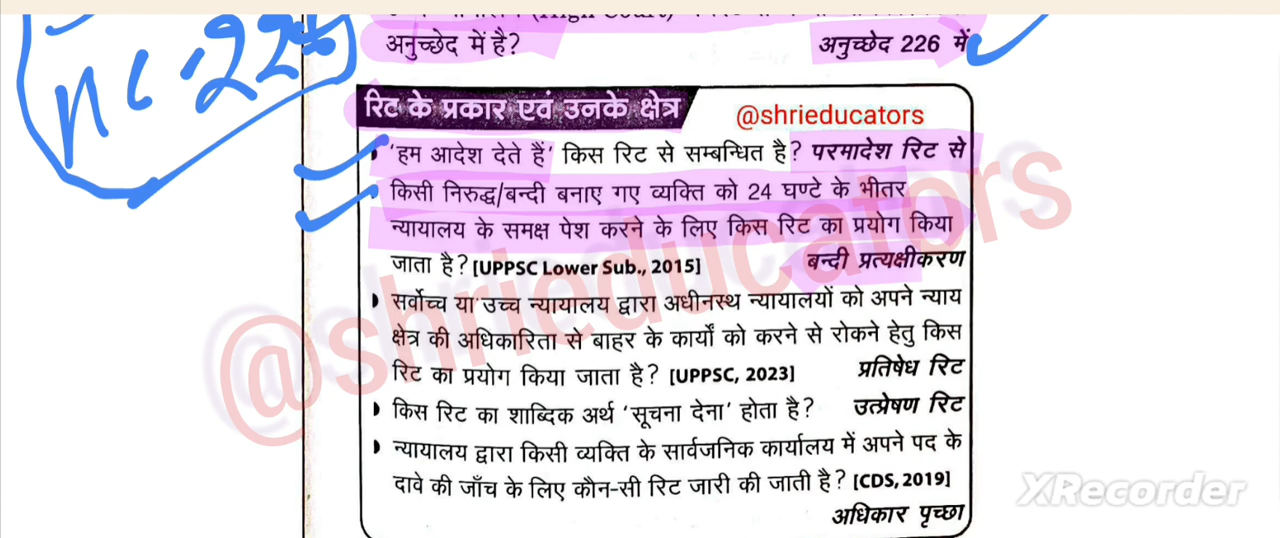 (High Court)
अनुच्छेद में है? अनुच्छेद 226 में
रिट के प्रकार एवं उनके क्षेत्र
@shrieducators
'हम आदेश देते हैं' किस रिट से सम्बन्धित है? परमादेश रिट से
किसी निरुद्ध/बन्दी बनाए गए व्यक्ति को 24 घण्टे के भीतर
न्यायालय के समक्ष पेश करने के लिए किस रिट का प्रयोग किया
जाता है? [UPPSC Lower Sub., 2015] बन्दी प्रत्यक्षीकरण
सर्वोच्च या उच्च न्यायालय द्वारा अधीनस्थ न्यायालयों को अपने न्याय
क्षेत्र की अधिकारिता से बाहर के कार्यों को करने से रोकने हेतु किस
रिट का प्रयोग किया जाता है? [UPPSC, 2023] प्रतिषेध रिट
किस रिट का शाब्दिक अर्थ 'सूचना देना' होता है? उत्प्रेषण रिट
न्यायालय द्वारा किसी व्यक्ति के सार्वजनिक कार्यालय में अपने पद के
दावे की जाँच के लिए कौन-सी रिट जारी की जाती है? [CDS, 2019]
अधिकार पृच्छा
@shrieducators
XRecorder